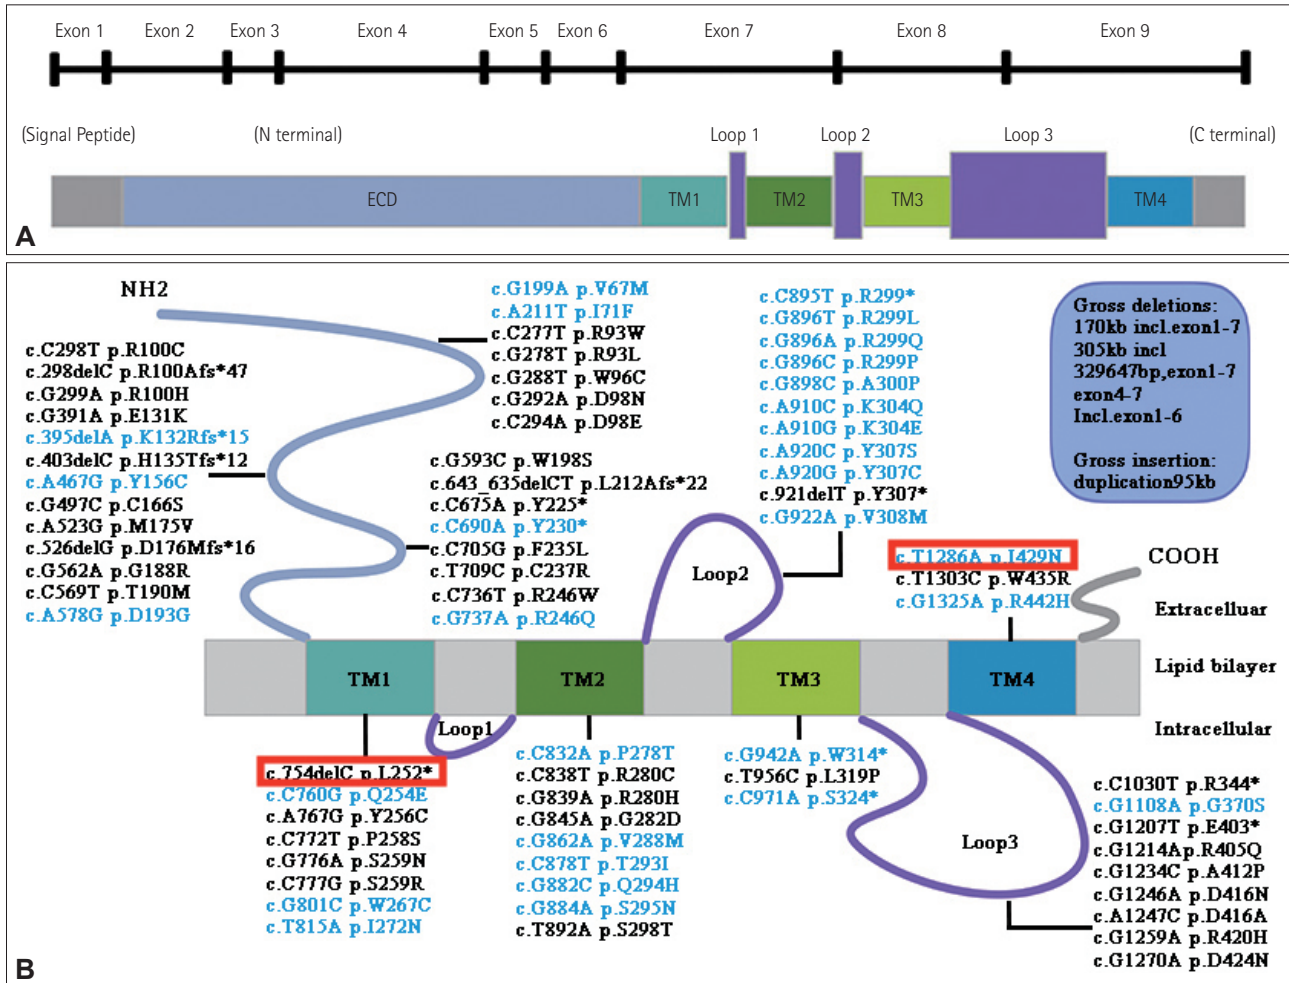 Exon 1 Exon 2 Exon 3 Exon 4 Exon 5 Exon 6 Exon 7 Exon 8 Exon 9
(Signal Peptide) (N terminal) Loop 1 Loop 2 Loop 3 (C terminal)
ECD TM1 TM2 TM3 TM4
A
NH2
c.C298T p.R100C
c.298delC p.R100Afs*47
c.G299A p.R100H
c.G391A p.E131K
c.395delA p.K132Rfs*15
c.403delC p.H135Tfs*12
c.A467G p.Y156C
c.G497C p.C166S
c.A523G p.M175V
c.526delG p.D176Mfs*16
c.G562A p.G188R
c.C569T p.T190M
c.A578G p.D193G
c.G199A p.V67M
c.A211T p.I71F
c.C277T p.R93W
c.G278T p.R93L
c.G288T p.W96C
c.G292A p.D98N
c.C294A p.D98E
c.G593C p.W198S
c.643_635delCT p.L212Afs*22
c.C675A p.Y225*
c.C690A p.Y230*
c.C705G p.F235L
c.T709C p.C237R
c.C736T p.R246W
c.G737A p.R246Q
c.C895T p.R299*
c.G896T p.R299L
c.G896A p.R299Q
c.G896C p.R299P
c.G898C p.A300P
c.A910C p.K304Q
c.A910G p.K304E
c.A920C p.Y307S
c.A920G p.Y307C
c.921delT p.Y307*
c.G922A p.V308M
Gross deletions:
170kb incl.exon1-7
305kb incl
329647bp,exon1-7
exon4-7
Incl.exon1-6
Gross insertion:
duplication95kb
Loop2
c.T1286A p.I429N
c.T1303C p.W435R
c.G1325A p.R442H
COOH
Extracelluar
Lipid bilayer
Intracellular
TM1 TM2 TM3 TM4
Loop1
c.754delC p.L252*
c.C760G p.Q254E
c.A767G p.Y256C
c.C772T p.P258S
c.G776A p.S259N
c.C777G p.S259R
c.G801C p.W267C
c.T815A p.I272N
c.C832A p.P278T
c.C838T p.R280C
c.G839A p.R280H
c.G845A p.G282D
c.G862A p.V288M
c.C878T p.T293I
c.G882C p.Q294H
c.G884A p.S295N
c.T892A p.S298T
c.G942A p.W314*
c.T956C p.L319P
c.C971A p.S324*
Loop3
c.C1030T p.R344*
c.G1108A p.G370S
c.G1207T p.E403*
c.G1214Ap.R405Q
c.G1234C p.A412P
c.G1246A p.D416N
c.A1247C p.D416A
c.G1259A p.R420H
c.G1270A p.D424N
B